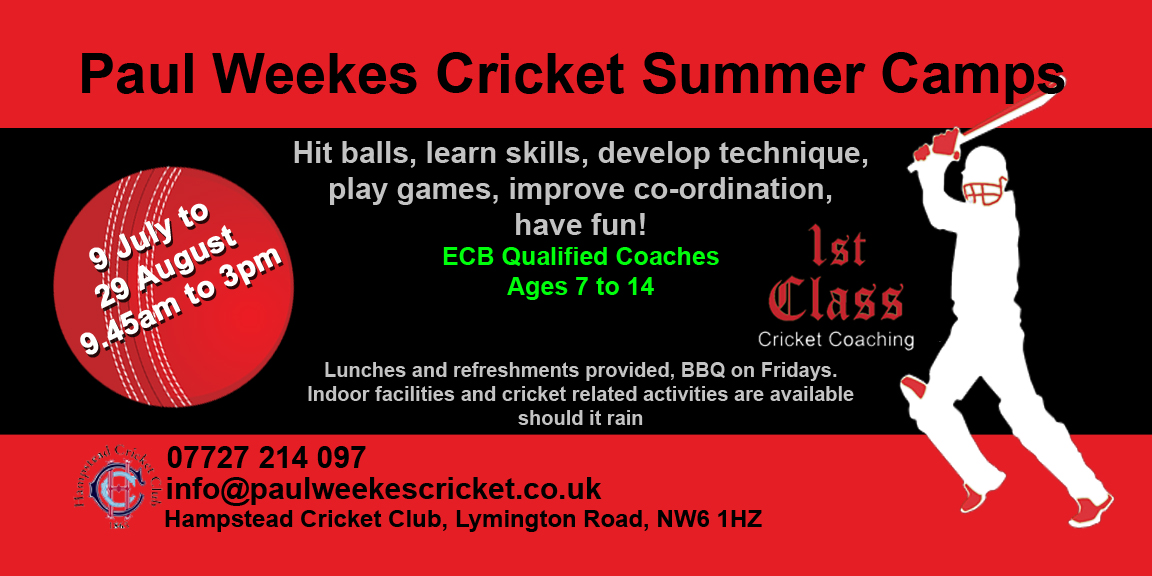 Paul Weekes Cricket Summer Camps
Hit balls, learn skills, develop technique,
play games, improve co-ordination,
have fun!
ECB Qualified Coaches
Ages 7 to 14
9 July to
29 August
9.45am to 3pm
1st
Class
Cricket Coaching
Lunches and refreshments provided, BBQ on Fridays.
Indoor facilities and cricket related activities are available
should it rain
Hampstead Cricket Club
07727 214 097
info@paulweekescricket.co.uk
Hampstead Cricket Club, Lymington Road, NW6 1HZ